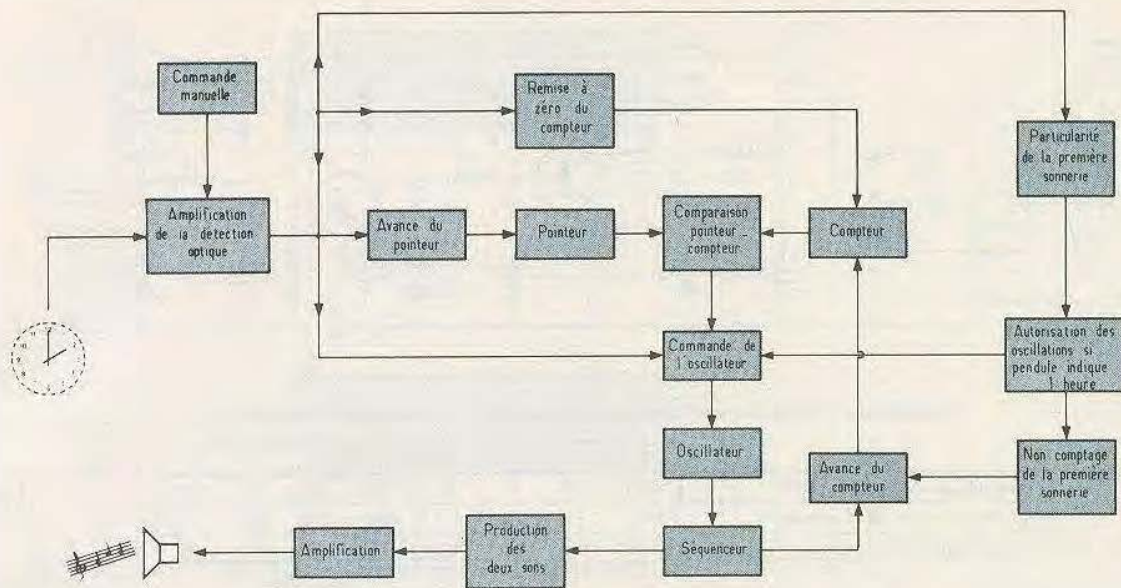 Commande
manuelle
Remise à
zéro du
compteur
Particularité
de la première
sonnerie
Amplification
de la détection
optique
Avance du
pointeur
Pointeur
Comparaison
pointeur _
compteur
Compteur
Commande de
l'oscillateur
Autorisation des
oscillations si
pendule indique
1 heure
Oscillateur
Avance du
compteur
Non comptage
de la première
sonnerie
Amplification
Production
des
deux sons
Séquenceur